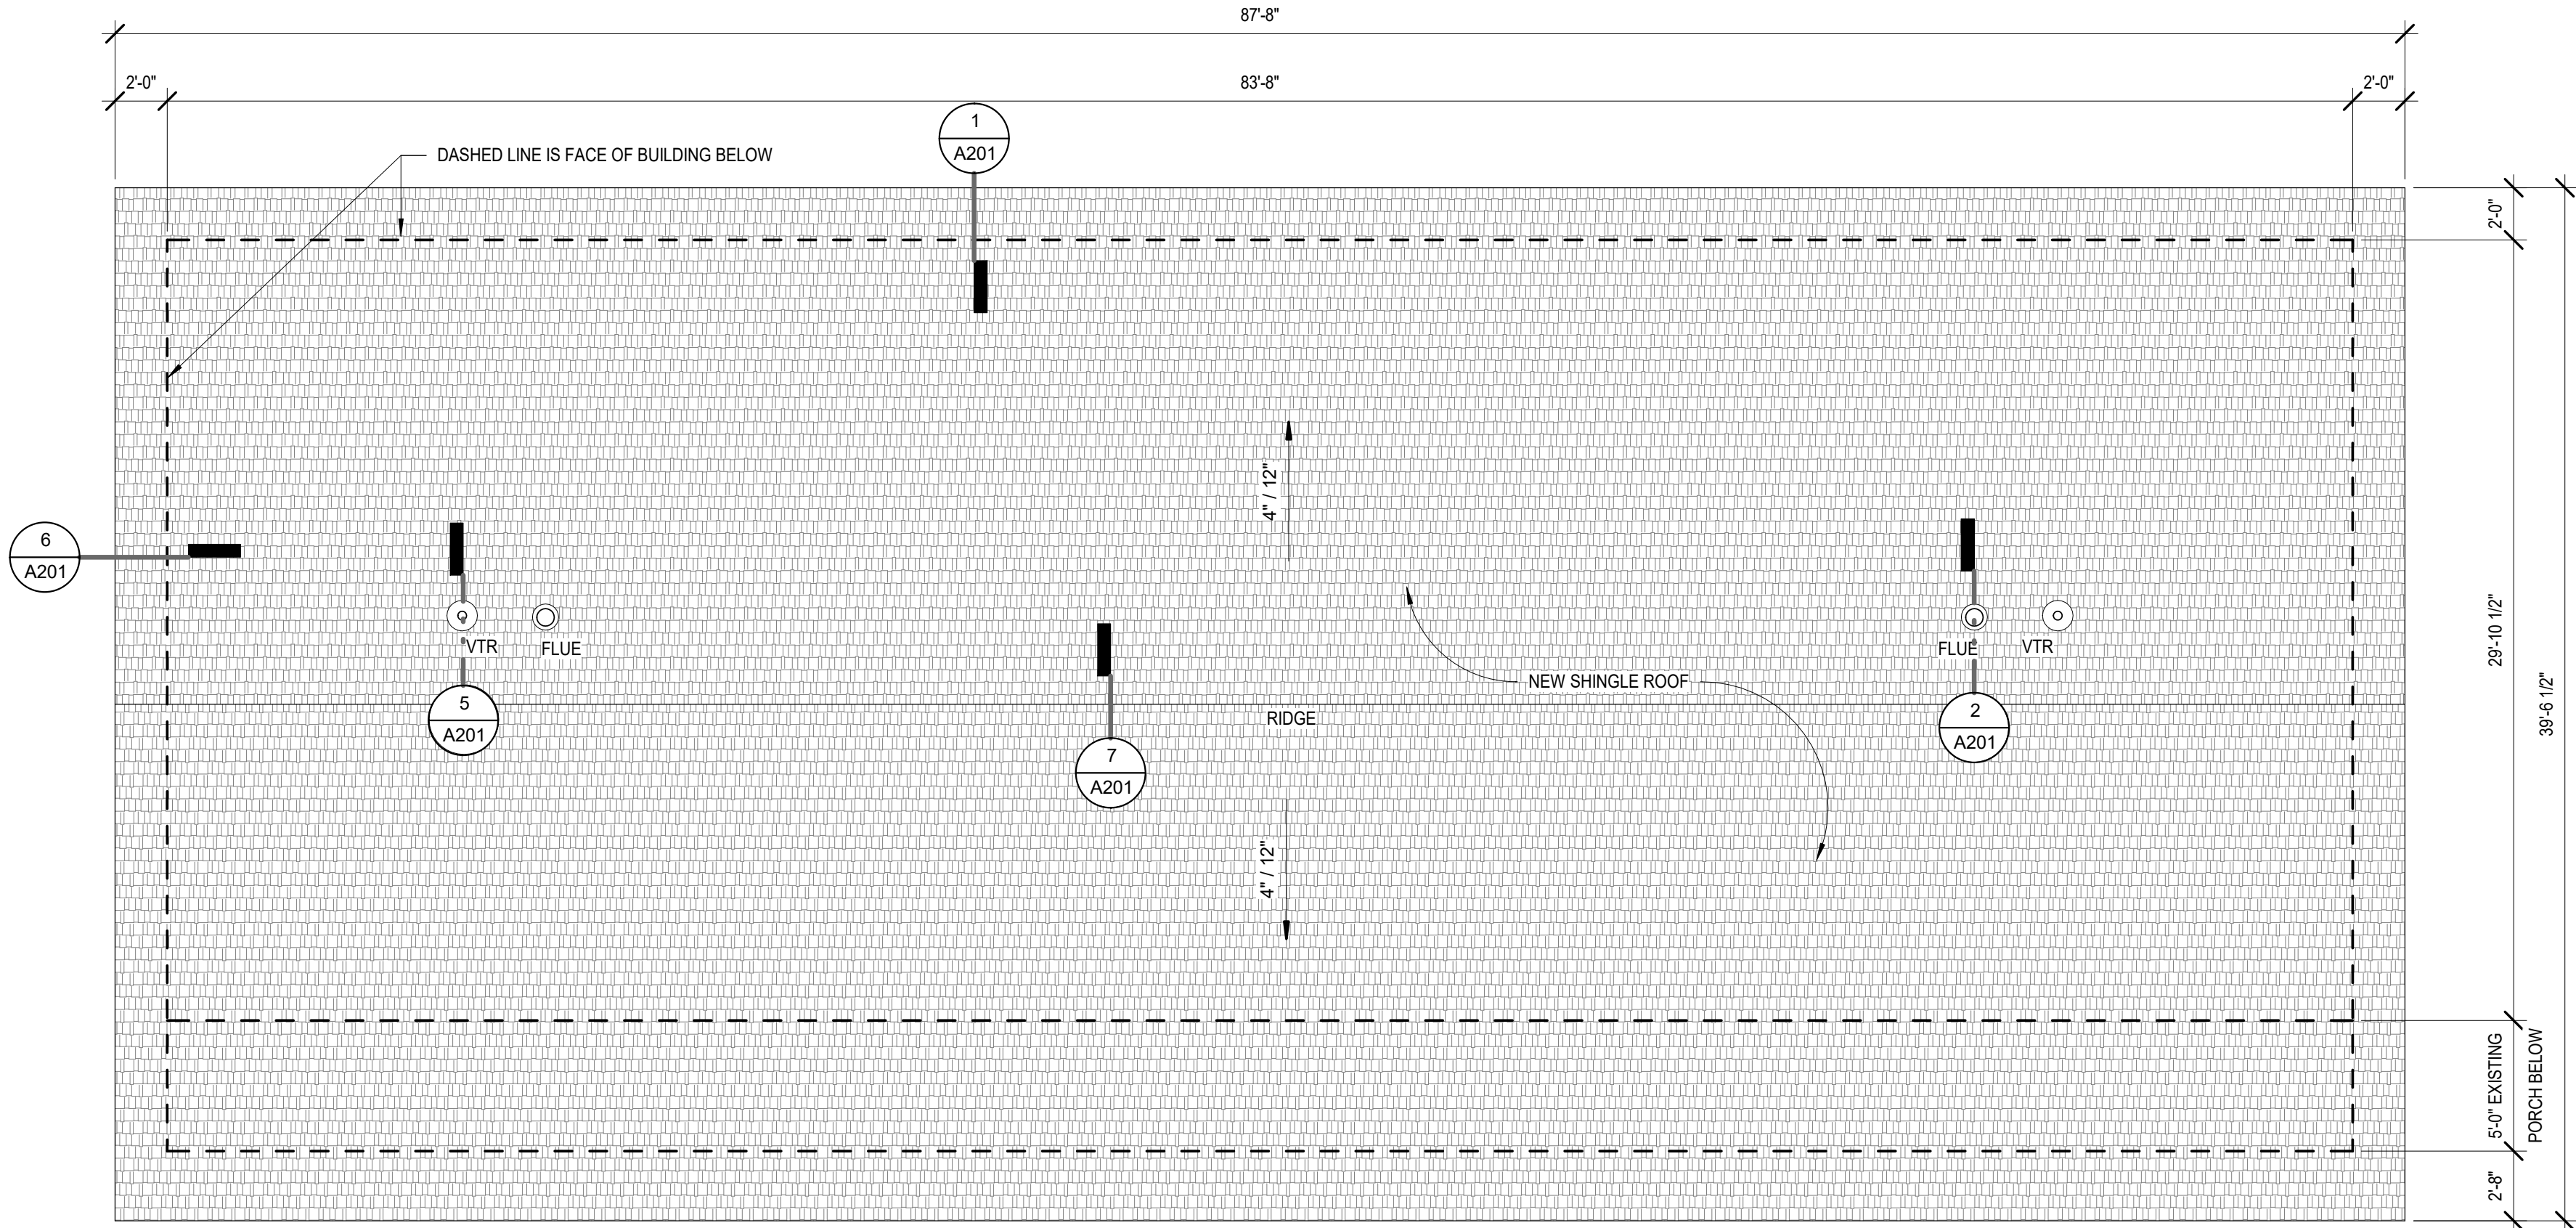 87'-8"
2'-0"
83'-8"
2'-0"
1
A201
DASHED LINE IS FACE OF BUILDING BELOW
2'-0"
4" / 12"
6
A201
VTR
FLUE
FLUE
VTR
29'-10 1/2"
39'-6 1/2"
NEW SHINGLE ROOF
5
A201
RIDGE
2
A201
7
A201
4" / 12"
5'-0" EXISTING
PORCH BELOW
2'-8"